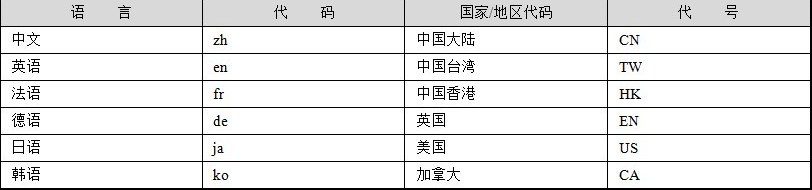 语 言 代 码 国家/地区代码 代 号
中文 zh 中国大陆 CN
英语 en 中国台湾 TW
法语 fr 中国香港 HK
德语 de 英国 EN
日语 ja 美国 US
韩语 ko 加拿大 CA